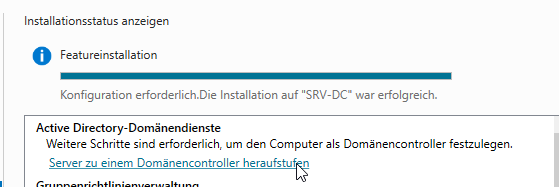 Installationsstatus anzeigen
Featureinstallation
Konfiguration erforderlich.Die Installation auf "SRV-DC" war erfolgreich.
Active Directory-Domänendienste
Weitere Schritte sind erforderlich, um den Computer als Domänencontroller festzulegen.
Server zu einem Domänencontroller heraufstufen
Gruppenrichtlinienverwaltung